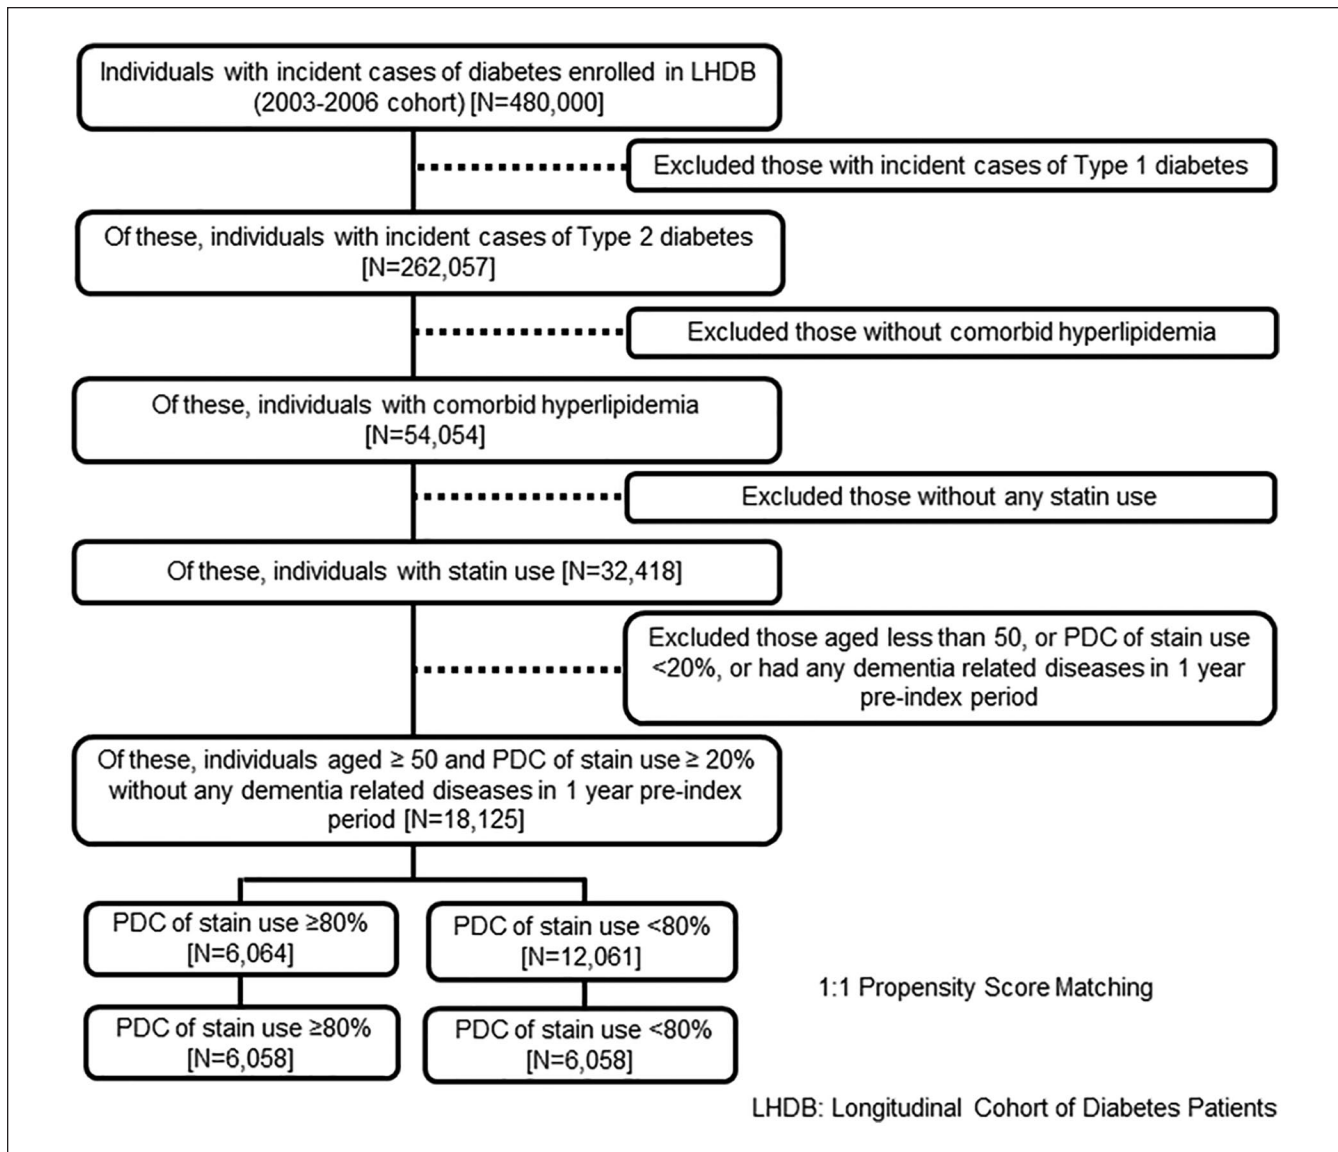 Individuals with incident cases of diabetes enrolled in LHDB
(2003-2006 cohort) [N=480,000]
Excluded those with incident cases of Type 1 diabetes
Of these, individuals with incident cases of Type 2 diabetes
[N=262,057]
Excluded those without comorbid hyperlipidemia
Of these, individuals with comorbid hyperlipidemia
[N=54,054]
Excluded those without any statin use
Of these, individuals with statin use [N=32,418]
Excluded those aged less than 50, or PDC of stain use
<20%, or had any dementia related diseases in 1 year
pre-index period
Of these, individuals aged ≥ 50 and PDC of stain use ≥ 20%
without any dementia related diseases in 1 year pre-index
period [N=18,125]
PDC of stain use ≥80%
[N=6,064]
PDC of stain use <80%
[N=12,061]
1:1 Propensity Score Matching
PDC of stain use ≥80%
[N=6,058]
PDC of stain use <80%
[N=6,058]
LHDB: Longitudinal Cohort of Diabetes Patients